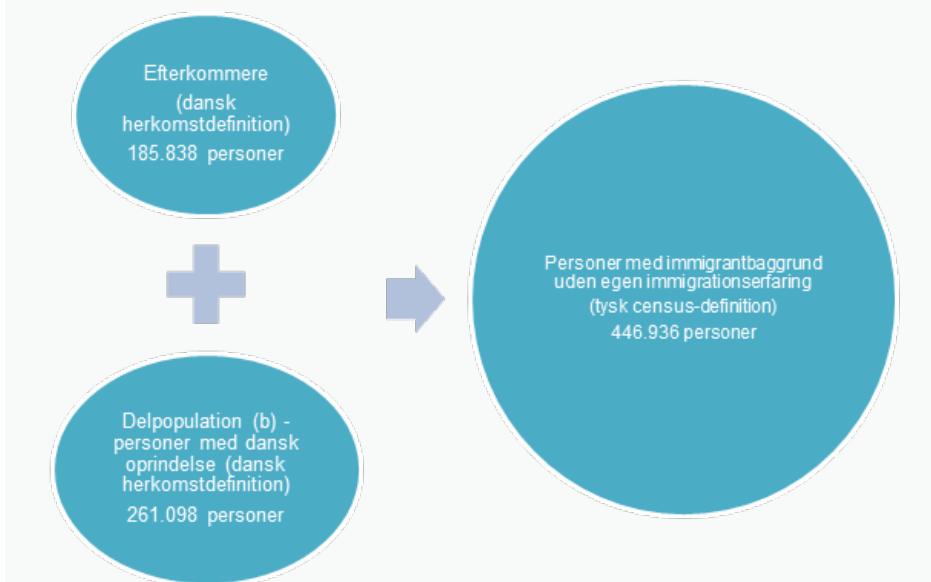 Efterkommere
(dansk
herkomstdefinition)
185.838 personer
Delpopulation (b) -
personer med dansk
oprindelse (dansk
herkomstdefinition)
261.098 personer
Personer med immigrantbaggrund
uden egen immigrationserfaring
(tysk census-definition)
446.936 personer